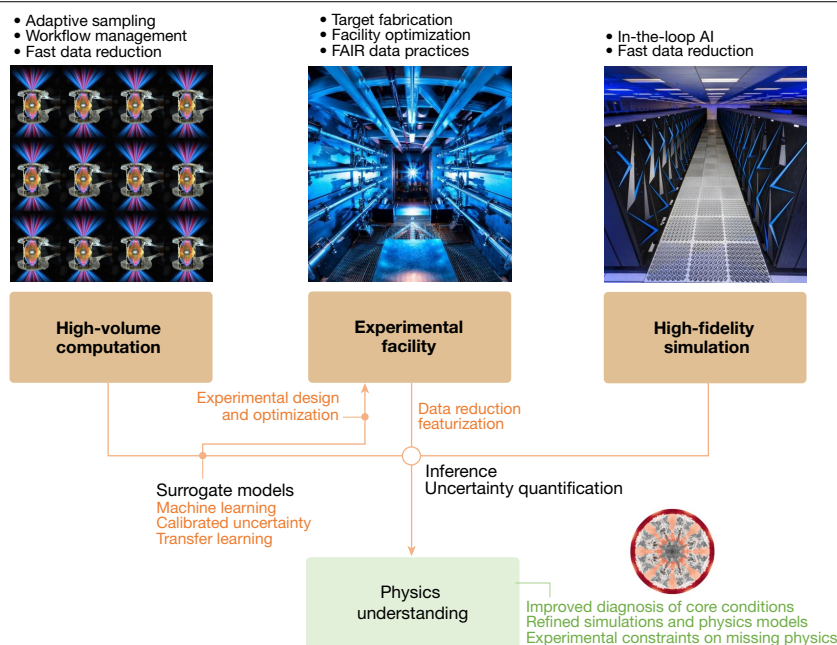 • Adaptive sampling
• Workflow management
• Fast data reduction
• Target fabrication
• Facility optimization
• FAIR data practices
• In-the-loop AI
• Fast data reduction
High-volume
computation
Experimental
facility
High-fidelity
simulation
Experimental design
and optimization
Data reduction
featurization
Inference
Uncertainty quantification
Surrogate models
Machine learning
Calibrated uncertainty
Transfer learning
Physics
understanding
Improved diagnosis of core conditions
Refined simulations and physics models
Experimental constraints on missing physics